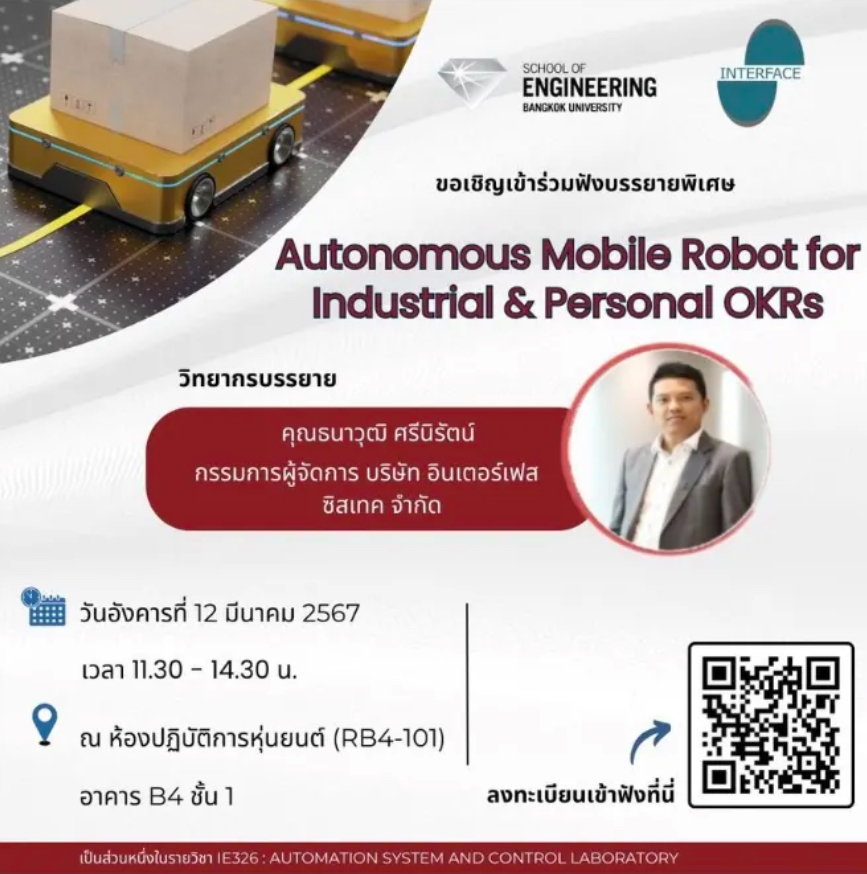 SCHOOL OF
ENGINEERING
BANGKOK UNIVERSITY
INTERFACE
ขอเชิญเข้าร่วมฟังบรรยายพิเศษ
Autonomous Mobile Robot for
Industrial & Personal OKRs
วิทยากรบรรยาย
คุณธนาวุฒิ ศรีนิรัตน์
กรรมการผู้จัดการ บริษัท อินเตอร์เฟส
ซิสเทค จำกัด
วันอังคารที่ 12 มีนาคม 2567
เวลา 11.30 - 14.30 น.
ณ ห้องปฏิบัติการหุ่นยนต์ (RB4-101)
อาคาร B4 ชั้น 1
ลงทะเบียนเข้าฟังที่นี่
เป็นส่วนหนึ่งในรายวิชา IE326 : AUTOMATION SYSTEM AND CONTROL LABORATORY